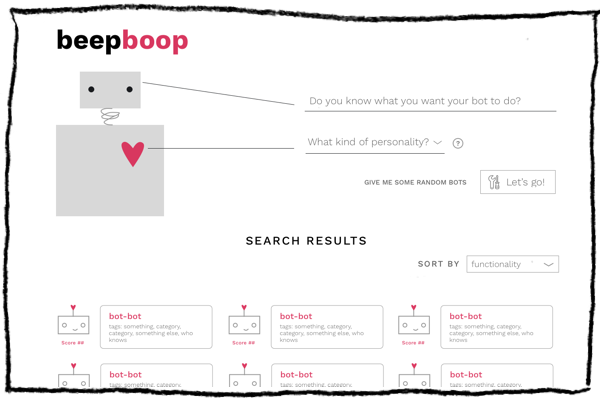 beepboop
Do you know what you want your bot to do?
What kind of personality?
?
GIVE ME SOME RANDOM BOTS
Let's go!
SEARCH RESULTS
SORT BY
functionality
bot-bot
tags: something, category,
category, something else, who
knows
Score ##
bot-bot
tags: something, category,
category, something else, who
knows
Score ##
bot-bot
tags: something, category,
category, something else, who
knows
Score ##
bot-bot
tags: something, category,
bot-bot
tags: something, category,
bot-bot
tags: something, category,